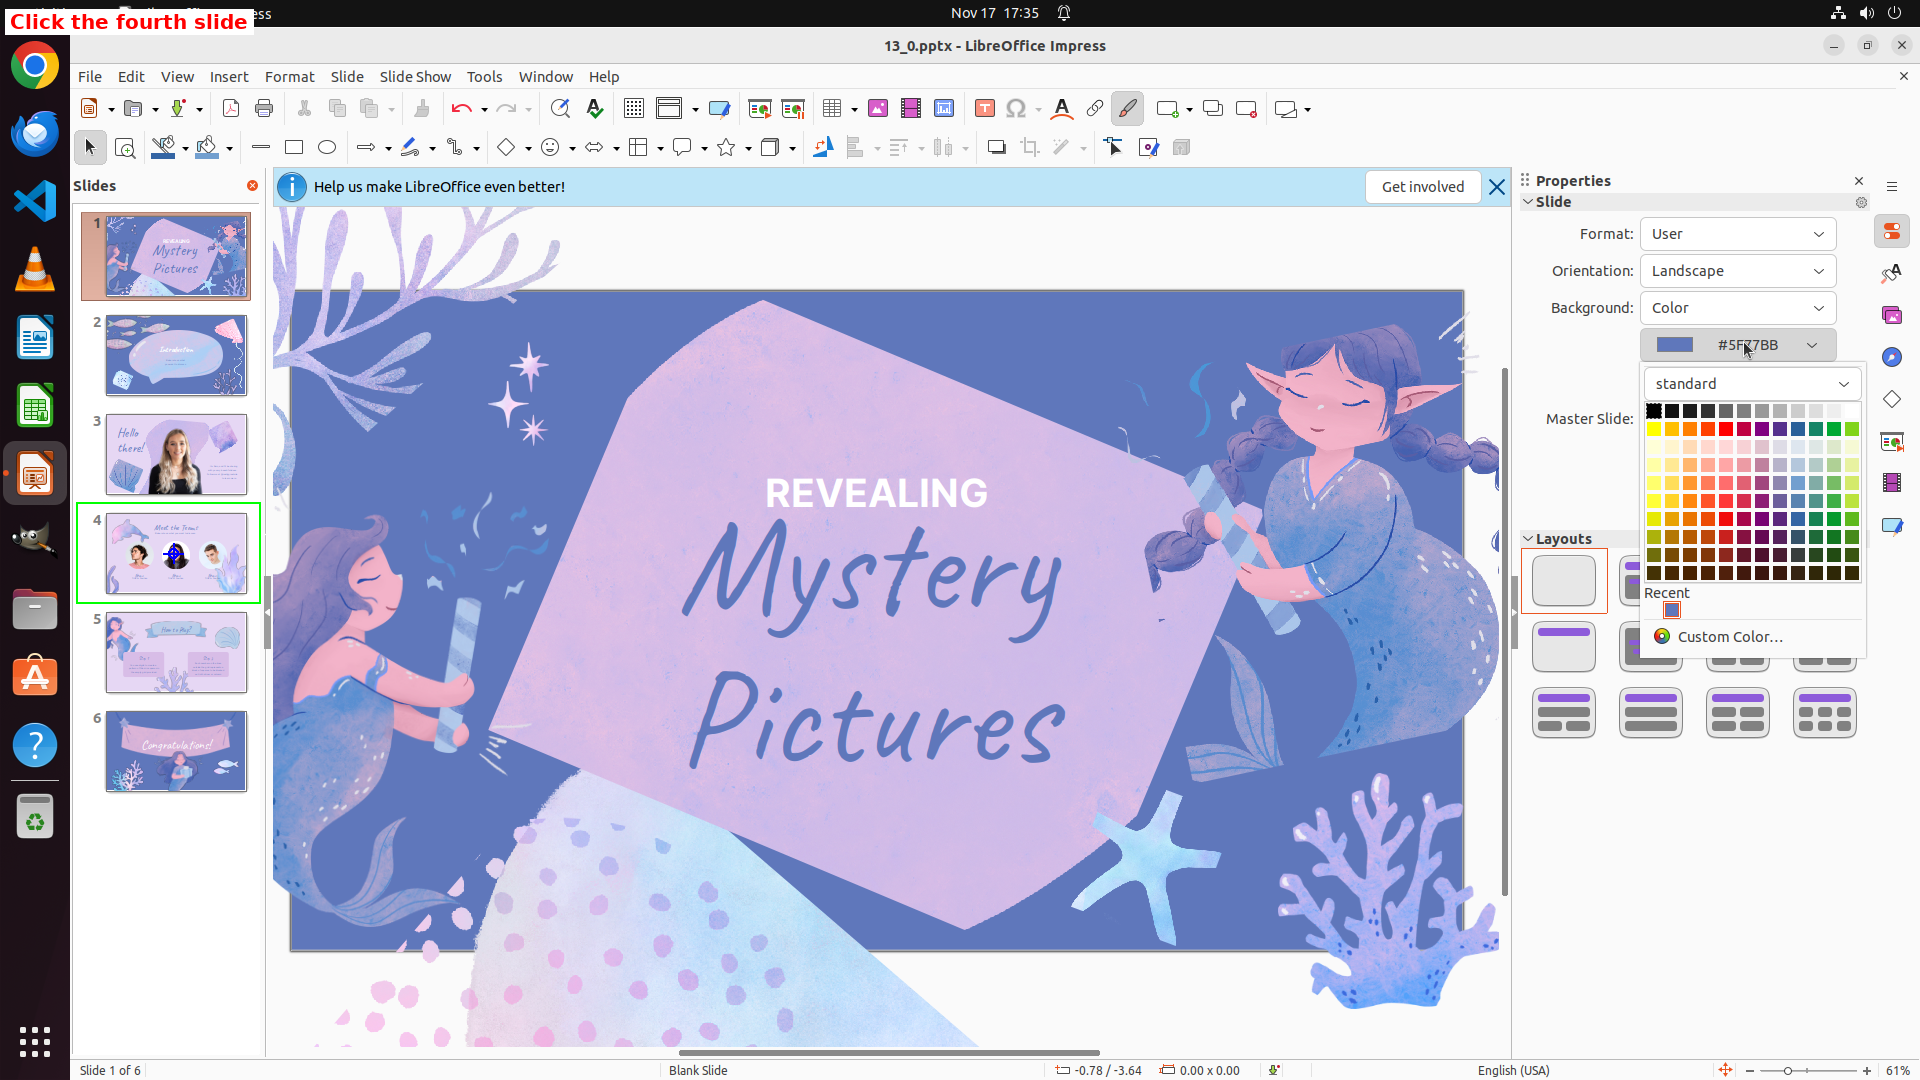 Click the fourth slide
ess
Nov 17 17:35
13_0.pptx - LibreOffice Impress
File Edit View Insert Format Slide Slide Show Tools Window Help
Slides
Help us make LibreOffice even better!
Get involved
Properties
Slide
Format:
User
Orientation:
Landscape
Background:
Color
#5F77BB
standard
Master Slide:
Recent
Custom Color...
Layouts
1
REVEALING
Mystery
Pictures
2
Introduction
3
Hello
there!
4
Meet the Team!
5
How to Play?
6
Congratulations!
REVEALING
Mystery
Pictures
Slide 1 of 6
Blank Slide
-0.78 / -3.64
0.00 x 0.00
English (USA)
61%